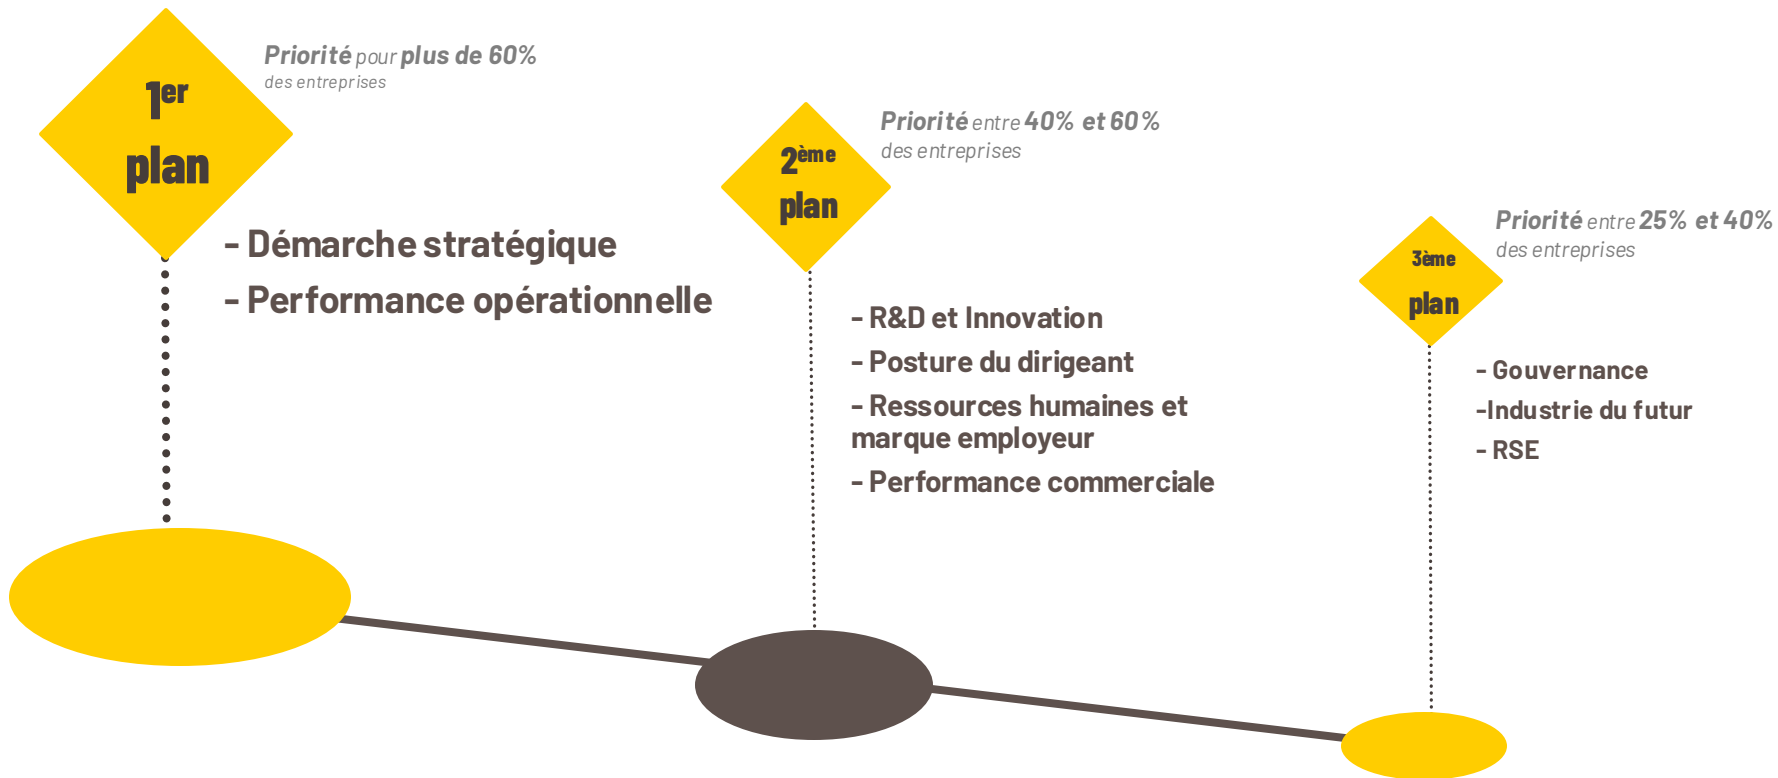 1er
plan
Priorité pour plus de 60%
des entreprises
- Démarche stratégique
- Performance opérationnelle
2ème
plan
Priorité entre 40% et 60%
des entreprises
- R&D et Innovation
- Posture du dirigeant
- Ressources humaines et
marque employeur
- Performance commerciale
3ème
plan
Priorité entre 25% et 40%
des entreprises
- Gouvernance
-Industrie du futur
- RSE